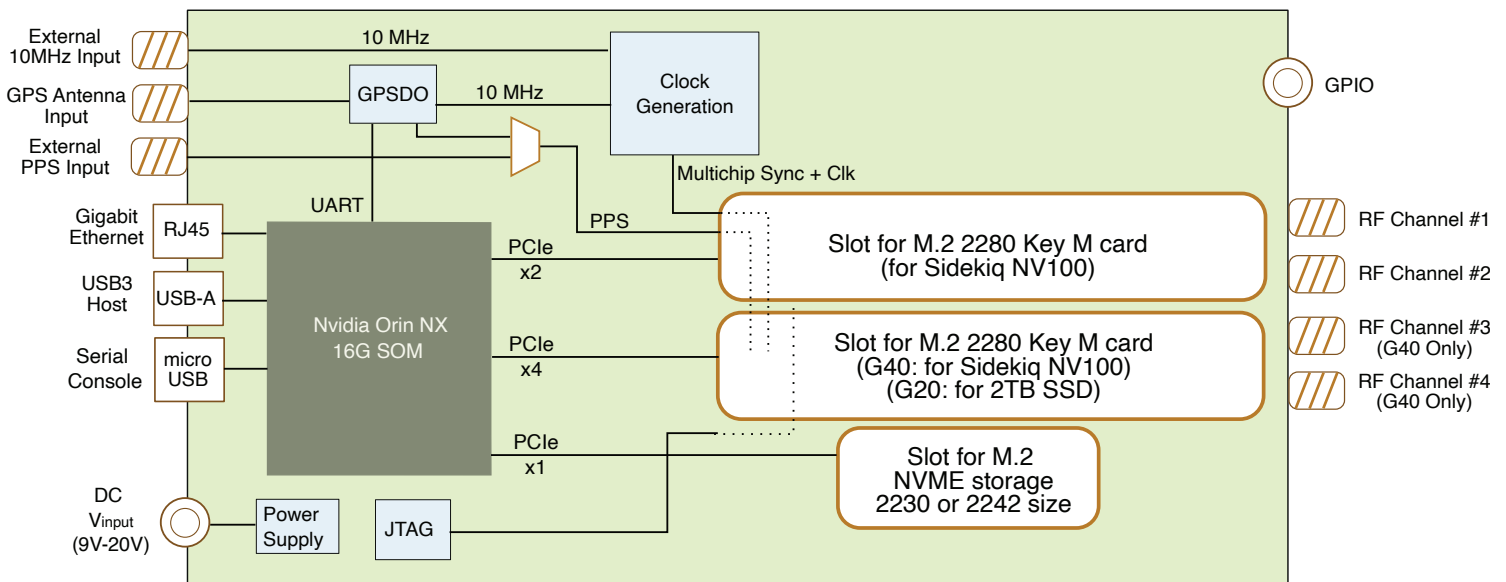 External
10MHz Input
10 MHz
GPS Antenna
Input
GPSDO
10 MHz
Clock
Generation
GPIO
External
PPS Input
Multichip Sync + Clk
UART
PPS
Gigabit
Ethernet
RJ45
USB3
Host
USB-A
Serial
Console
micro
USB
Nvidia Orin NX
16G SOM
PCIe
x2
Slot for M.2 2280 Key M card
(for Sidekiq NV100)
PCIe
x4
Slot for M.2 2280 Key M card
(G40: for Sidekiq NV100)
(G20: for 2TB SSD)
PCIe
x1
Slot for M.2
NVME storage
2230 or 2242 size
RF Channel #1
RF Channel #2
RF Channel #3
(G40 Only)
RF Channel #4
(G40 Only)
DC
Vinput
(9V-20V)
Power
Supply
JTAG